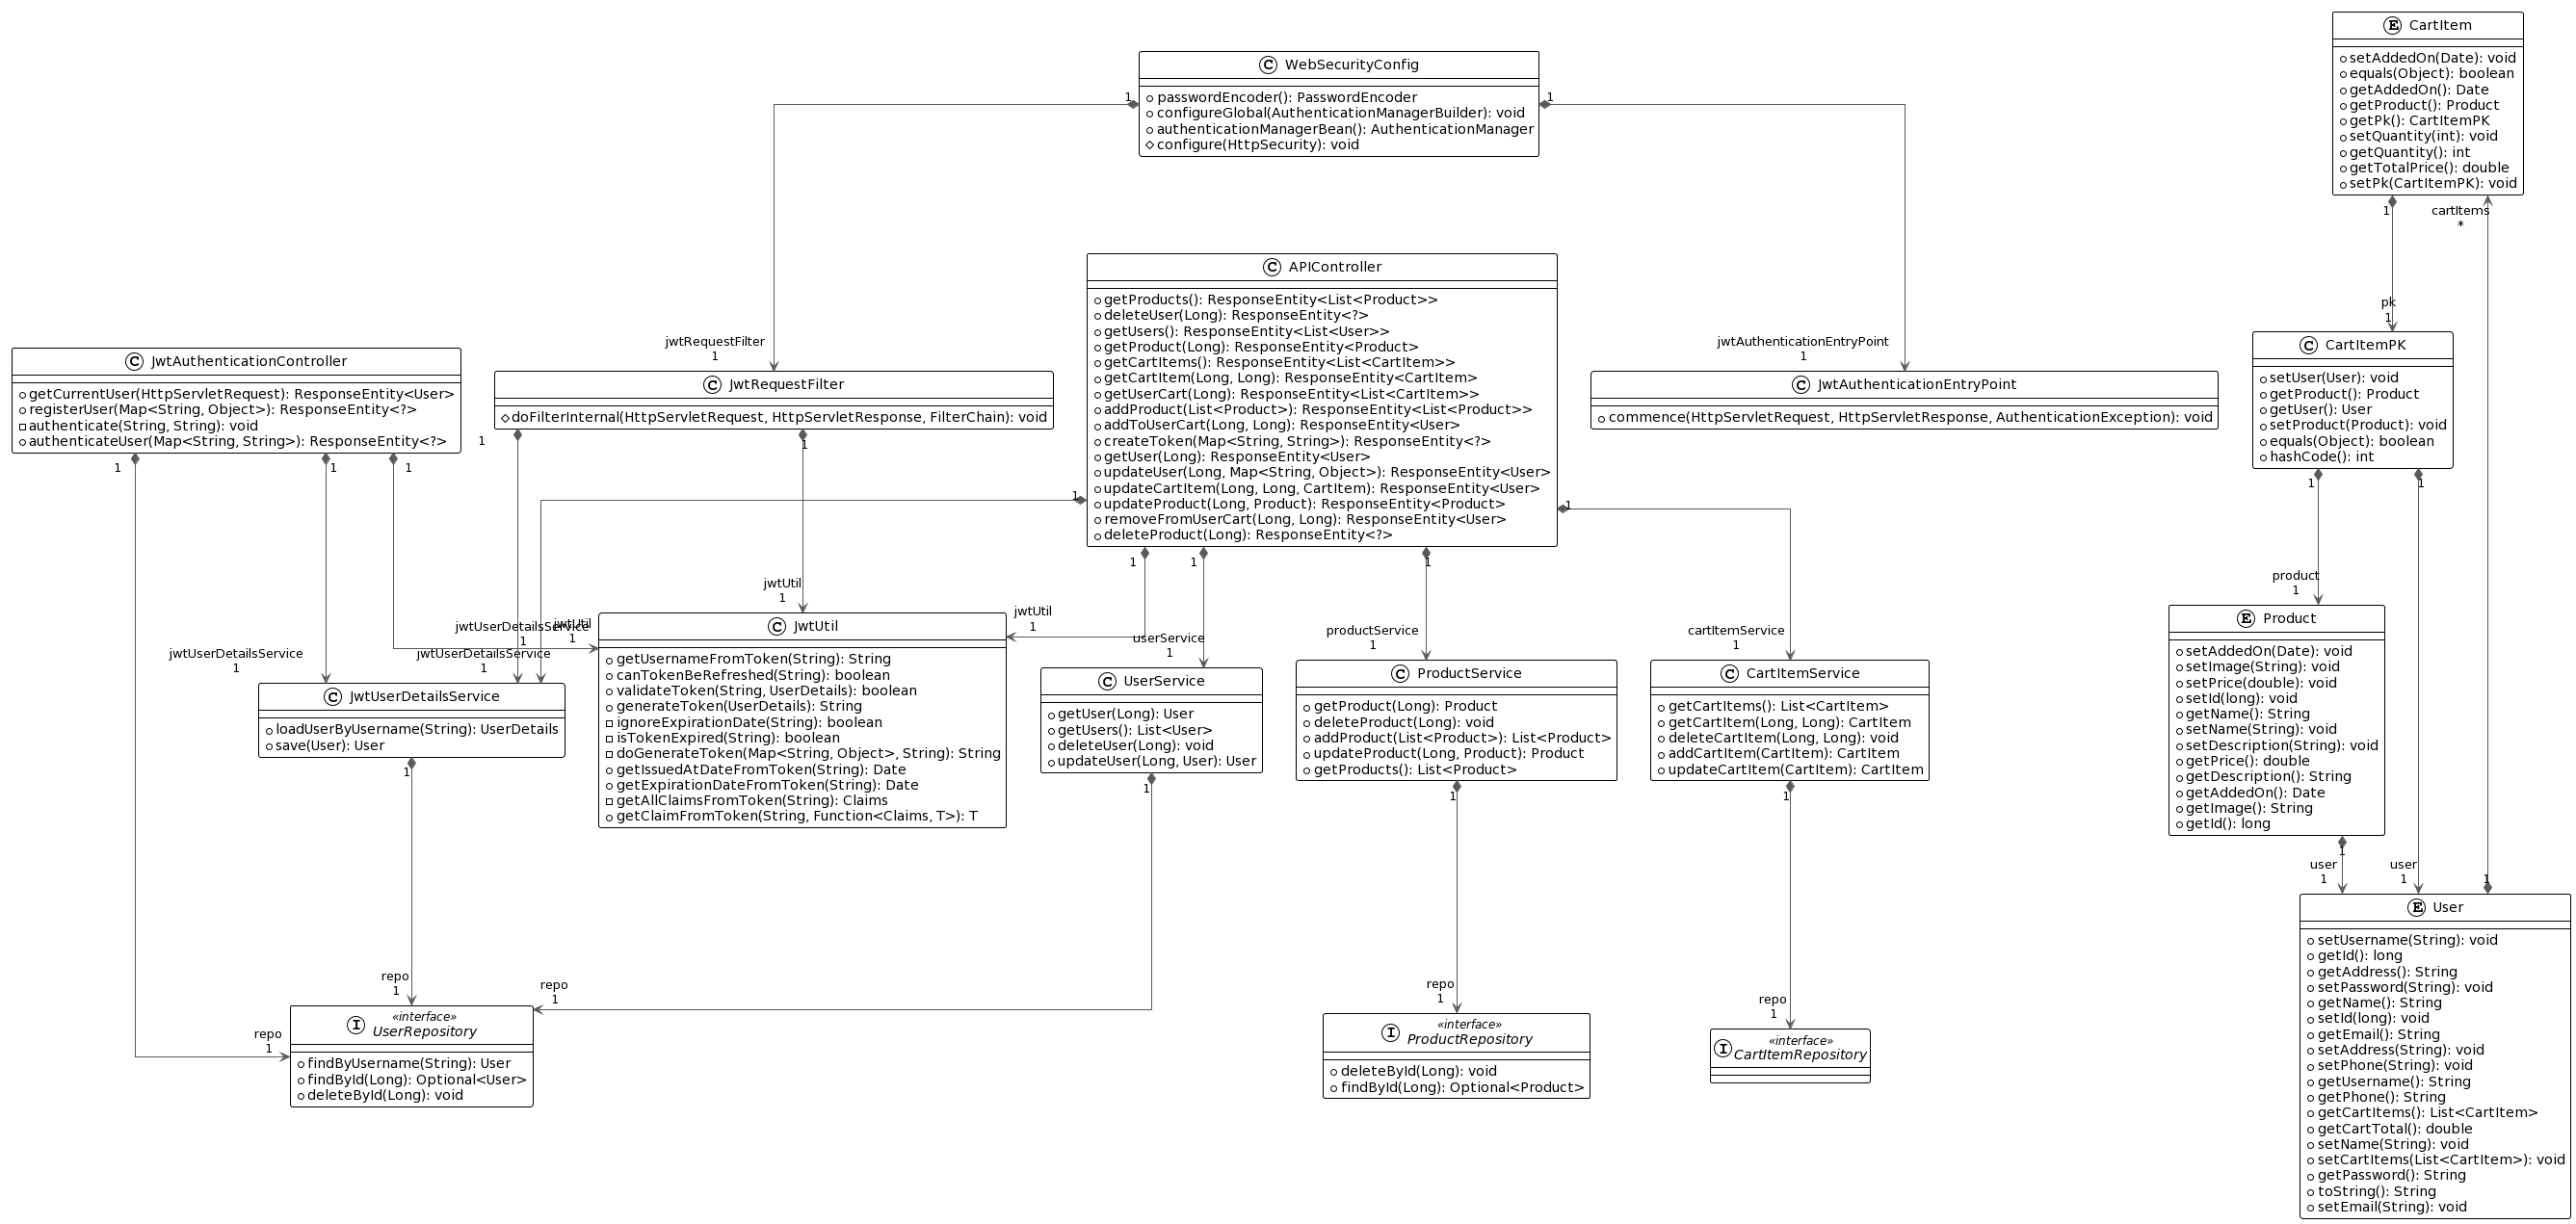 E CartItem
setAddedOn(Date): void
equals(Object): boolean
getAddedOn(): Date
getProduct(): Product
getPk(): CartItemPK
setQuantity(int): void
getQuantity(): int
getTotalPrice(): double
setPk(CartItemPK): void
1
cartItems
*
C WebSecurityConfig
passwordEncoder(): PasswordEncoder
configureGlobal(AuthenticationManagerBuilder): void
authenticationManagerBean(): AuthenticationManager
configure(HttpSecurity): void
1
1
C APIController
getProducts(): ResponseEntity<List<Product>>
deleteUser(Long): ResponseEntity<?>
getUsers(): ResponseEntity<List<User>>
getProduct(Long): ResponseEntity<Product>
getCartItems(): ResponseEntity<List<CartItem>>
getCartItem(Long, Long): ResponseEntity<CartItem>
getUserCart(Long): ResponseEntity<List<CartItem>>
addProduct(List<Product>): ResponseEntity<List<Product>>
addToUserCart(Long, Long): ResponseEntity<User>
createToken(Map<String, String>): ResponseEntity<?>
getUser(Long): ResponseEntity<User>
updateUser(Long, Map<String, Object>): ResponseEntity<User>
updateCartItem(Long, Long, CartItem): ResponseEntity<User>
updateProduct(Long, Product): ResponseEntity<Product>
removeFromUserCart(Long, Long): ResponseEntity<User>
deleteProduct(Long): ResponseEntity<?>
1
1
1
1
1
C JwtAuthenticationController
getCurrentUser(HttpServletRequest): ResponseEntity<User>
registerUser(Map<String, Object>): ResponseEntity<?>
authenticate(String, String): void
authenticateUser(Map<String, String>): ResponseEntity<?>
1
1
1
jwtRequestFilter
1
C JwtRequestFilter
doFilterInternal(HttpServletRequest, HttpServletResponse, FilterChain): void
1
1
jwtAuthenticationEntryPoint
1
C JwtAuthenticationEntryPoint
commence(HttpServletRequest, HttpServletResponse, AuthenticationException): void
pk
1
C CartItemPK
setUser(User): void
getProduct(): Product
getUser(): User
setProduct(Product): void
equals(Object): boolean
hashCode(): int
1
1
jwtUserDetailsService
1
jwtUserDetailsService
1
jwtUserDetailsService
1
C JwtUserDetailsService
loadUserByUsername(String): UserDetails
save(User): User
1
jwtUtil
1
jwtUtil
1
jwtUtil
1
C JwtUtil
getUsernameFromToken(String): String
canTokenBeRefreshed(String): boolean
validateToken(String, UserDetails): boolean
generateToken(UserDetails): String
ignoreExpirationDate(String): boolean
isTokenExpired(String): boolean
doGenerateToken(Map<String, Object>, String): String
getIssuedAtDateFromToken(String): Date
getExpirationDateFromToken(String): Date
getAllClaimsFromToken(String): Claims
getClaimFromToken(String, Function<Claims, T>): T
userService
1
C UserService
getUser(Long): User
getUsers(): List<User>
deleteUser(Long): void
updateUser(Long, User): User
1
productService
1
C ProductService
getProduct(Long): Product
deleteProduct(Long): void
addProduct(List<Product>): List<Product>
updateProduct(Long, Product): Product
getProducts(): List<Product>
1
cartItemService
1
C CartItemService
getCartItems(): List<CartItem>
getCartItem(Long, Long): CartItem
deleteCartItem(Long, Long): void
addCartItem(CartItem): CartItem
updateCartItem(CartItem): CartItem
1
product
1
E Product
setAddedOn(Date): void
setImage(String): void
setPrice(double): void
setId(long): void
getName(): String
setName(String): void
setDescription(String): void
getPrice(): double
getDescription(): String
getAddedOn(): Date
getImage(): String
getId(): long
1
repo
1
repo
1
repo
1
I «interface»
UserRepository
findByUsername(String): User
findById(Long): Optional<User>
deleteById(Long): void
repo
1
I «interface»
ProductRepository
deleteById(Long): void
findById(Long): Optional<Product>
repo
1
I «interface»
CartItemRepository
user
1
user
1
1
E User
setUsername(String): void
getId(): long
getAddress(): String
setPassword(String): void
getName(): String
setId(long): void
getEmail(): String
setAddress(String): void
setPhone(String): void
getUsername(): String
getPhone(): String
getCartItems(): List<CartItem>
getCartTotal(): double
setName(String): void
setCartItems(List<CartItem>): void
getPassword(): String
toString(): String
setEmail(String): void